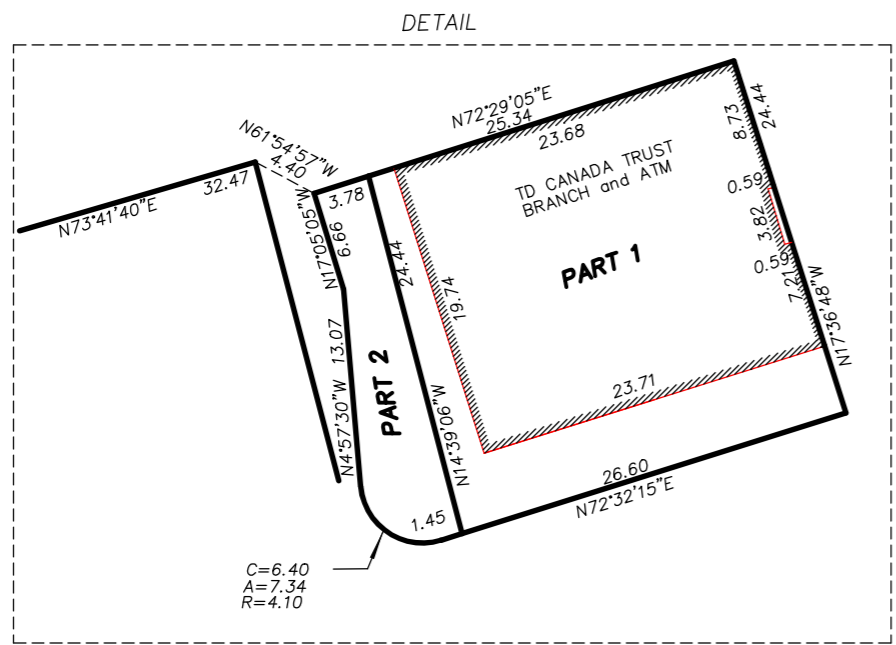 DETAIL
N72°29'05"E
25.34
23.68
N61°54'57"W
4.40
32.47
N73°41'40"E
3.78
N17°05'05"W
6.66
TD CANADA TRUST
BRANCH and ATM
8.73
24.44
0.59
3.82
0.59
7.21
N17°36'48"W
PART 1
24.44
19.74
13.07
N4°57'30"W
PART 2
N14°39'06"W
23.71
26.60
N72°32'15"E
1.45
C=6.40
A=7.34
R=4.10